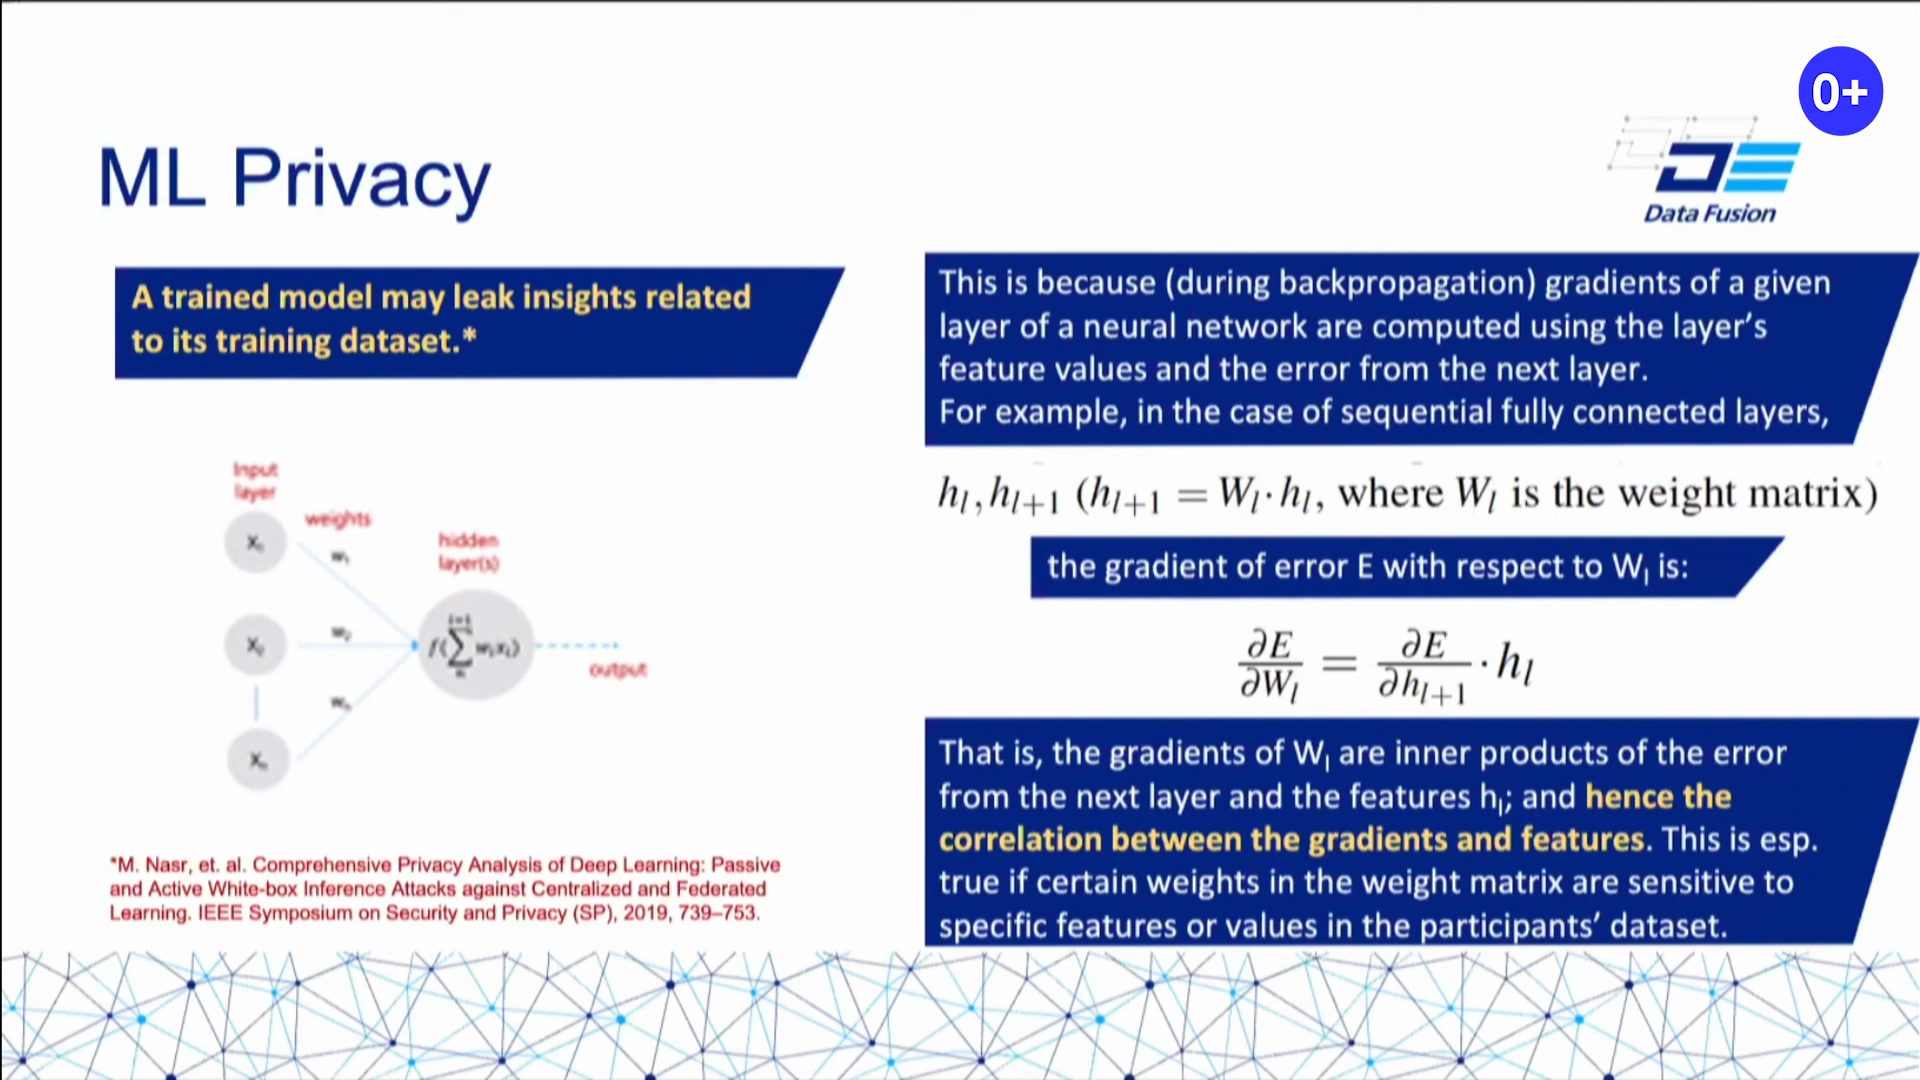 0+
Data Fusion
ML Privacy
A trained model may leak insights related
to its training dataset.*
Input
layer
weights
hidden
layer(s)
output
*M. Nasr, et. al. Comprehensive Privacy Analysis of Deep Learning: Passive
and Active White-box Inference Attacks against Centralized and Federated
Learning. IEEE Symposium on Security and Privacy (SP), 2019, 739–753.
This is because (during backpropagation) gradients of a given
layer of a neural network are computed using the layer’s
feature values and the error from the next layer.
For example, in the case of sequential fully connected layers,
h_l, h_{l+1} (h_{l+1} = W_l · h_l, where W_l is the weight matrix)
the gradient of error E with respect to W_l is:
∂E/∂W_l = ∂E/∂h_{l+1} · h_l
That is, the gradients of W_l are inner products of the error
from the next layer and the features h_l; and hence the
correlation between the gradients and features. This is esp.
true if certain weights in the weight matrix are sensitive to
specific features or values in the participants’ dataset.